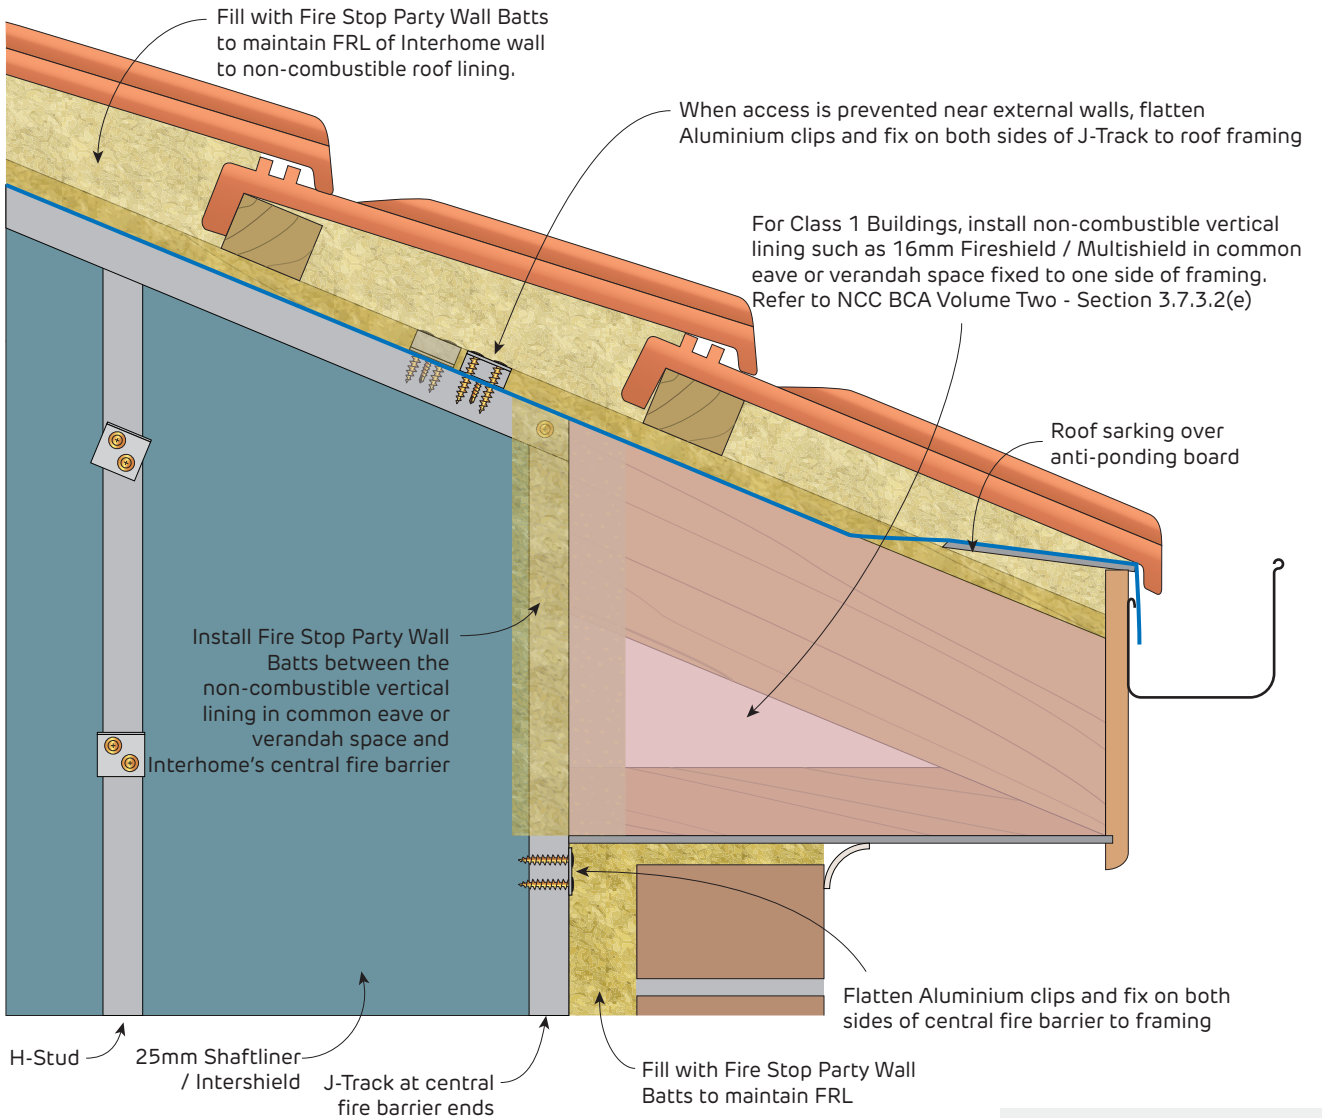 Fill with Fire Stop Party Wall Batts
to maintain FRL of Interhome wall
to non-combustible roof lining.
When access is prevented near external walls, flatten
Aluminium clips and fix on both sides of J-Track to roof framing
For Class 1 Buildings, install non-combustible vertical
lining such as 16mm Fireshield / Multishield in common
eave or verandah space fixed to one side of framing.
Refer to NCC BCA Volume Two - Section 3.7.3.2(e)
Roof sarking over
anti-ponding board
Install Fire Stop Party Wall
Batts between the
non-combustible vertical
lining in common eave or
verandah space and
Interhome's central fire barrier
Flatten Aluminium clips and fix on both
sides of central fire barrier to framing
H-Stud
25mm Shaftliner
/ Intershield
J-Track at central
fire barrier ends
Fill with Fire Stop Party Wall
Batts to maintain FRL